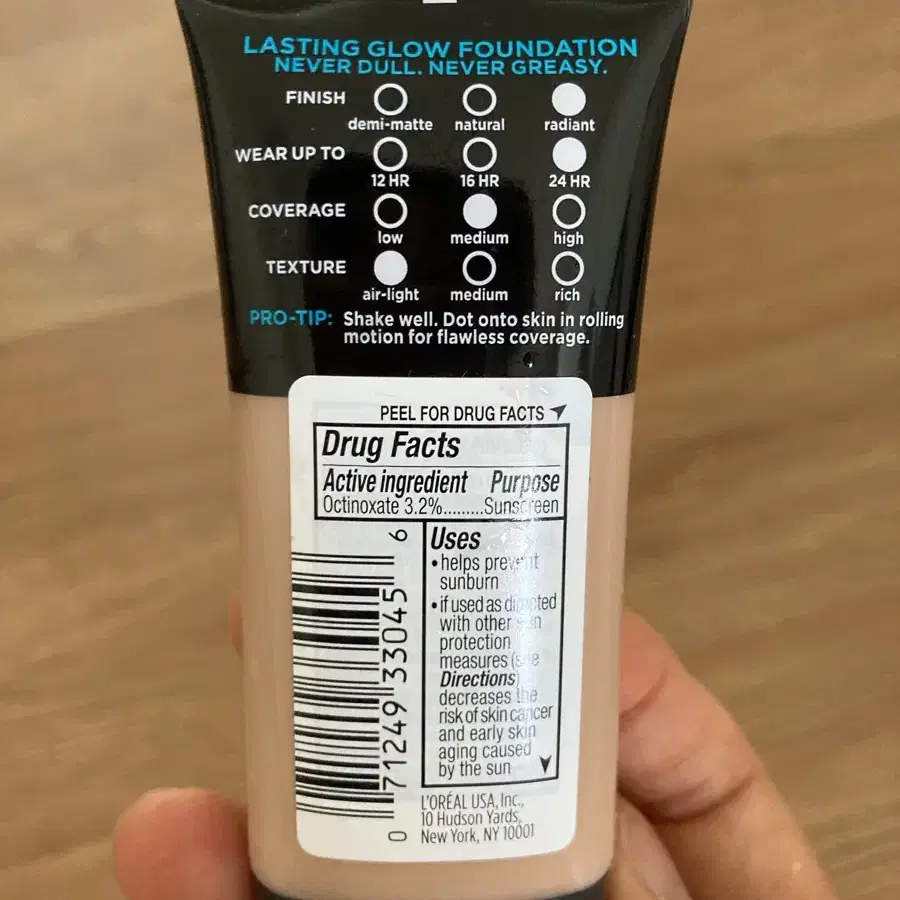 LASTING GLOW FOUNDATION
NEVER DULL. NEVER GREASY.
FINISH
demi-matte natural radiant
WEAR UP TO
12 HR 16 HR 24 HR
COVERAGE
low medium high
TEXTURE
air-light medium rich
PRO-TIP: Shake well. Dot onto skin in rolling
motion for flawless coverage.
PEEL FOR DRUG FACTS
Drug Facts
Active ingredient Purpose
Octinoxate 3.2%.........Sunscreen
Uses
• helps prevent
sunburn
• if used as directed
with other sun
protection
measures (see
Directions)
decreases the
risk of skin cancer
and early skin
aging caused
by the sun
0 71249 33045 6
L'ORÉAL USA, Inc.,
10 Hudson Yards,
New York, NY 10001